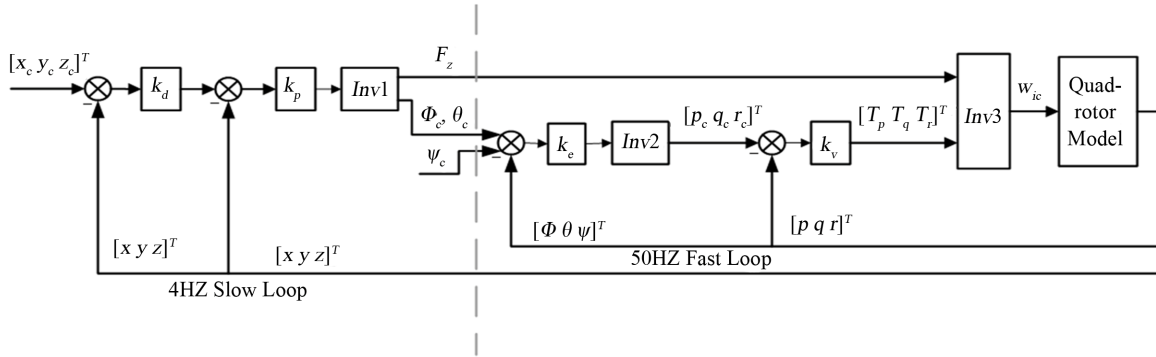 [x_c y_c z_c]^T
k_d
k_p
Inv1
F_z
Φ_c, θ_c
ψ_c
k_e
Inv2
[p_c q_c r_c]^T
k_v
[T_p T_q T_r]^T
Inv3
w_ic
Quad-
rotor
Model
[x y z]^T
[x y z]^T
[Φ θ ψ]^T
[p q r]^T
50HZ Fast Loop
4HZ Slow Loop